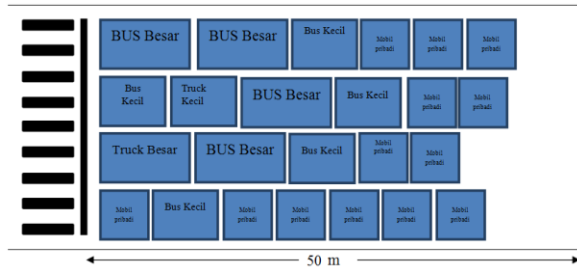 BUS Besar BUS Besar Bus Kecil Mobil pribadi Mobil pribadi Mobil pribadi
Bus Kecil Truck Kecil BUS Besar Bus Kecil Mobil pribadi Mobil pribadi
Truck Besar BUS Besar Bus Kecil Mobil pribadi Mobil pribadi
Mobil pribadi Bus Kecil Mobil pribadi Mobil pribadi Mobil pribadi Mobil pribadi Mobil pribadi
50 m